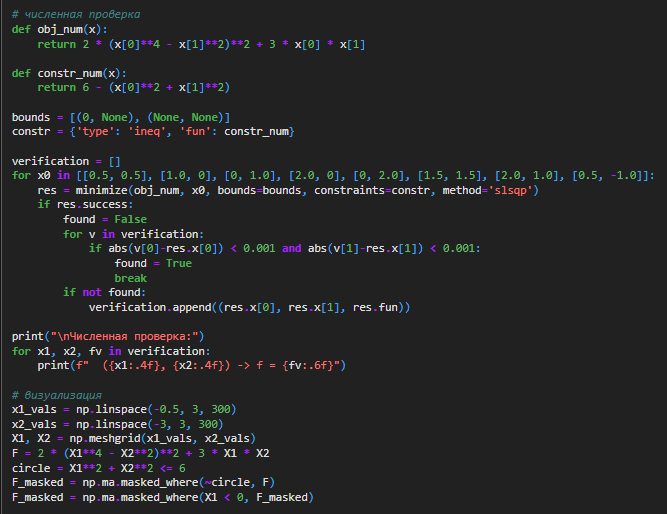 # численная проверка
def obj_num(x):
    return 2 * (x[0]**4 - x[1]**2)**2 + 3 * x[0] * x[1]

def constr_num(x):
    return 6 - (x[0]**2 + x[1]**2)

bounds = [(0, None), (None, None)]
constr = {'type': 'ineq', 'fun': constr_num}

verification = []
for x0 in [[0.5, 0.5], [1.0, 0], [0, 1.0], [2.0, 0], [0, 2.0], [1.5, 1.5], [2.0, 1.0], [0.5, -1.0]]:
    res = minimize(obj_num, x0, bounds=bounds, constraints=constr, method='slsqp')
    if res.success:
        found = False
        for v in verification:
            if abs(v[0]-res.x[0]) < 0.001 and abs(v[1]-res.x[1]) < 0.001:
                found = True
                break
        if not found:
            verification.append((res.x[0], res.x[1], res.fun))

print("\nЧисленная проверка:")
for x1, x2, fv in verification:
    print(f"  ({x1:.4f}, {x2:.4f}) -> f = {fv:.6f}")

# визуализация
x1_vals = np.linspace(-0.5, 3, 300)
x2_vals = np.linspace(-3, 3, 300)
X1, X2 = np.meshgrid(x1_vals, x2_vals)
F = 2 * (X1**4 - X2**2)**2 + 3 * X1 * X2
circle = X1**2 + X2**2 <= 6
F_masked = np.ma.masked_where(~circle, F)
F_masked = np.ma.masked_where(X1 < 0, F_masked)